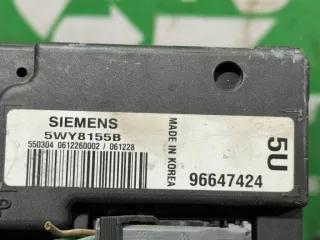 SIEMENS
5WY8155B
550304 0612260002 / 061228
MADE IN KOREA
5U
96647424